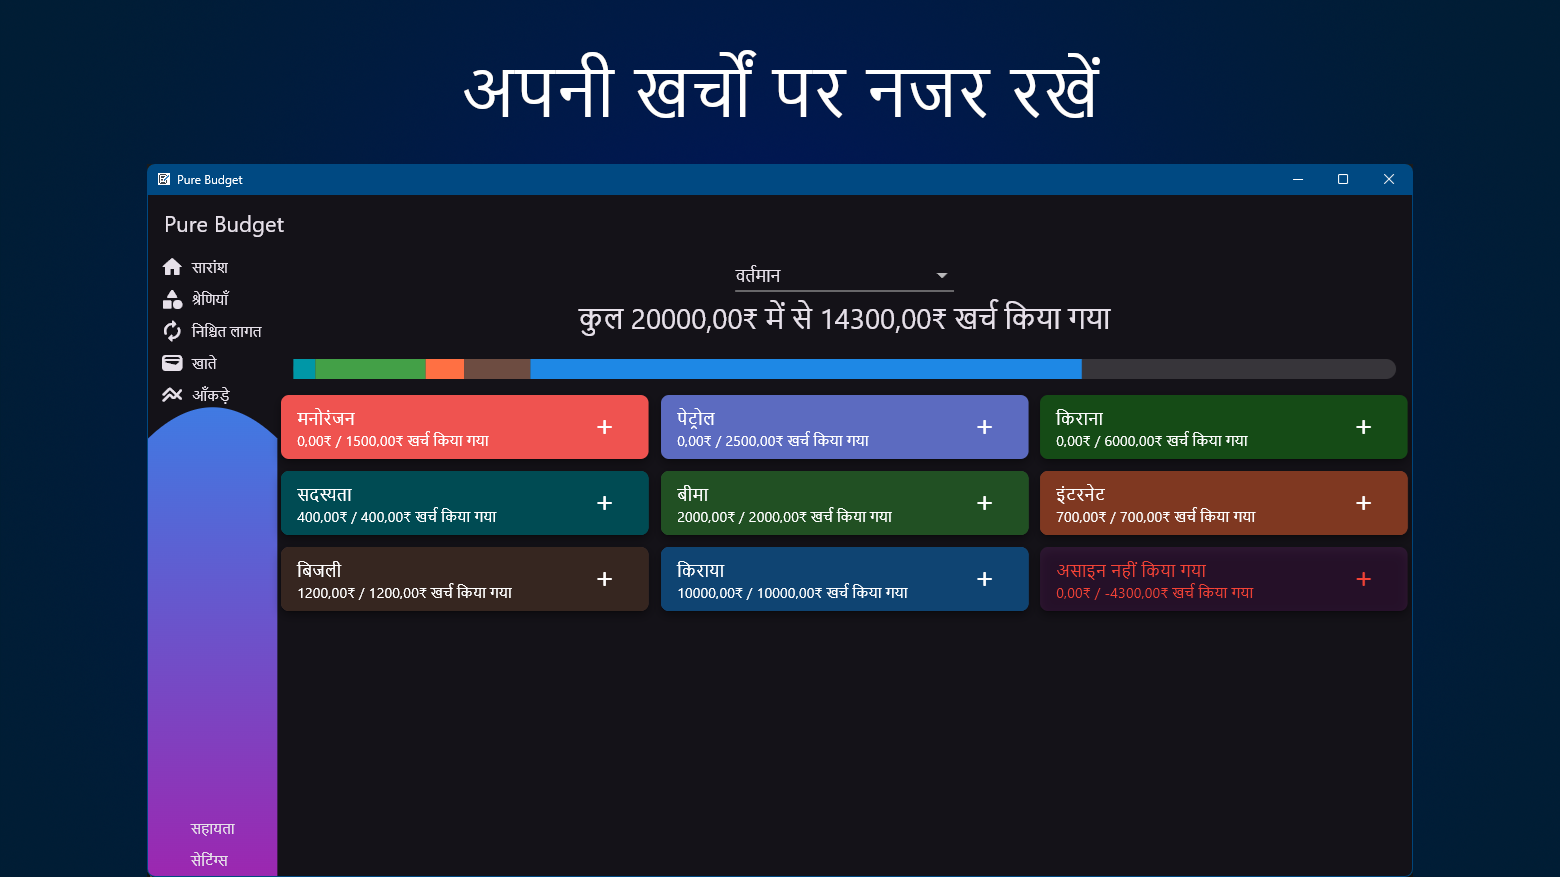 अपनी खर्चों पर नजर रखें
Pure Budget
Pure Budget
सारांश
श्रेणियाँ
निश्चित लागत
खाते
आँकड़े
वर्तमान
कुल 20000,00₹ में से 14300,00₹ खर्च किया गया
मनोरंजन
0,00₹ / 1500,00₹ खर्च किया गया
पेट्रोल
0,00₹ / 2500,00₹ खर्च किया गया
किराना
0,00₹ / 6000,00₹ खर्च किया गया
सदस्यता
400,00₹ / 400,00₹ खर्च किया गया
बीमा
2000,00₹ / 2000,00₹ खर्च किया गया
इंटरनेट
700,00₹ / 700,00₹ खर्च किया गया
बिजली
1200,00₹ / 1200,00₹ खर्च किया गया
किराया
10000,00₹ / 10000,00₹ खर्च किया गया
असाइन नहीं किया गया
0,00₹ / -4300,00₹ खर्च किया गया
सहायता
सेटिंग्स